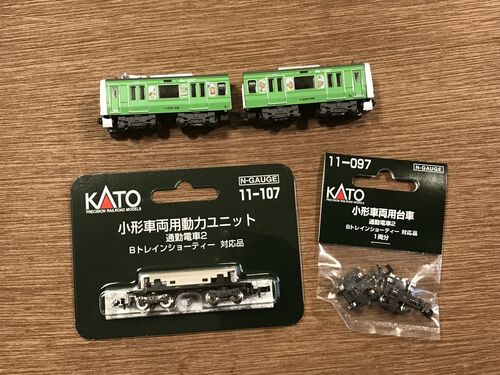 N-GAUGE
KATO
PRECISION RAILROAD MODELS
11-107
小形車両用動力ユニット
通勤電車2
Bトレインショーティー 対応品
11-097
N-GAUGE
KATO
PRECISION RAILROAD MODELS
小形車両用台車
通勤電車2
Bトレインショーティー 対応品
1両分